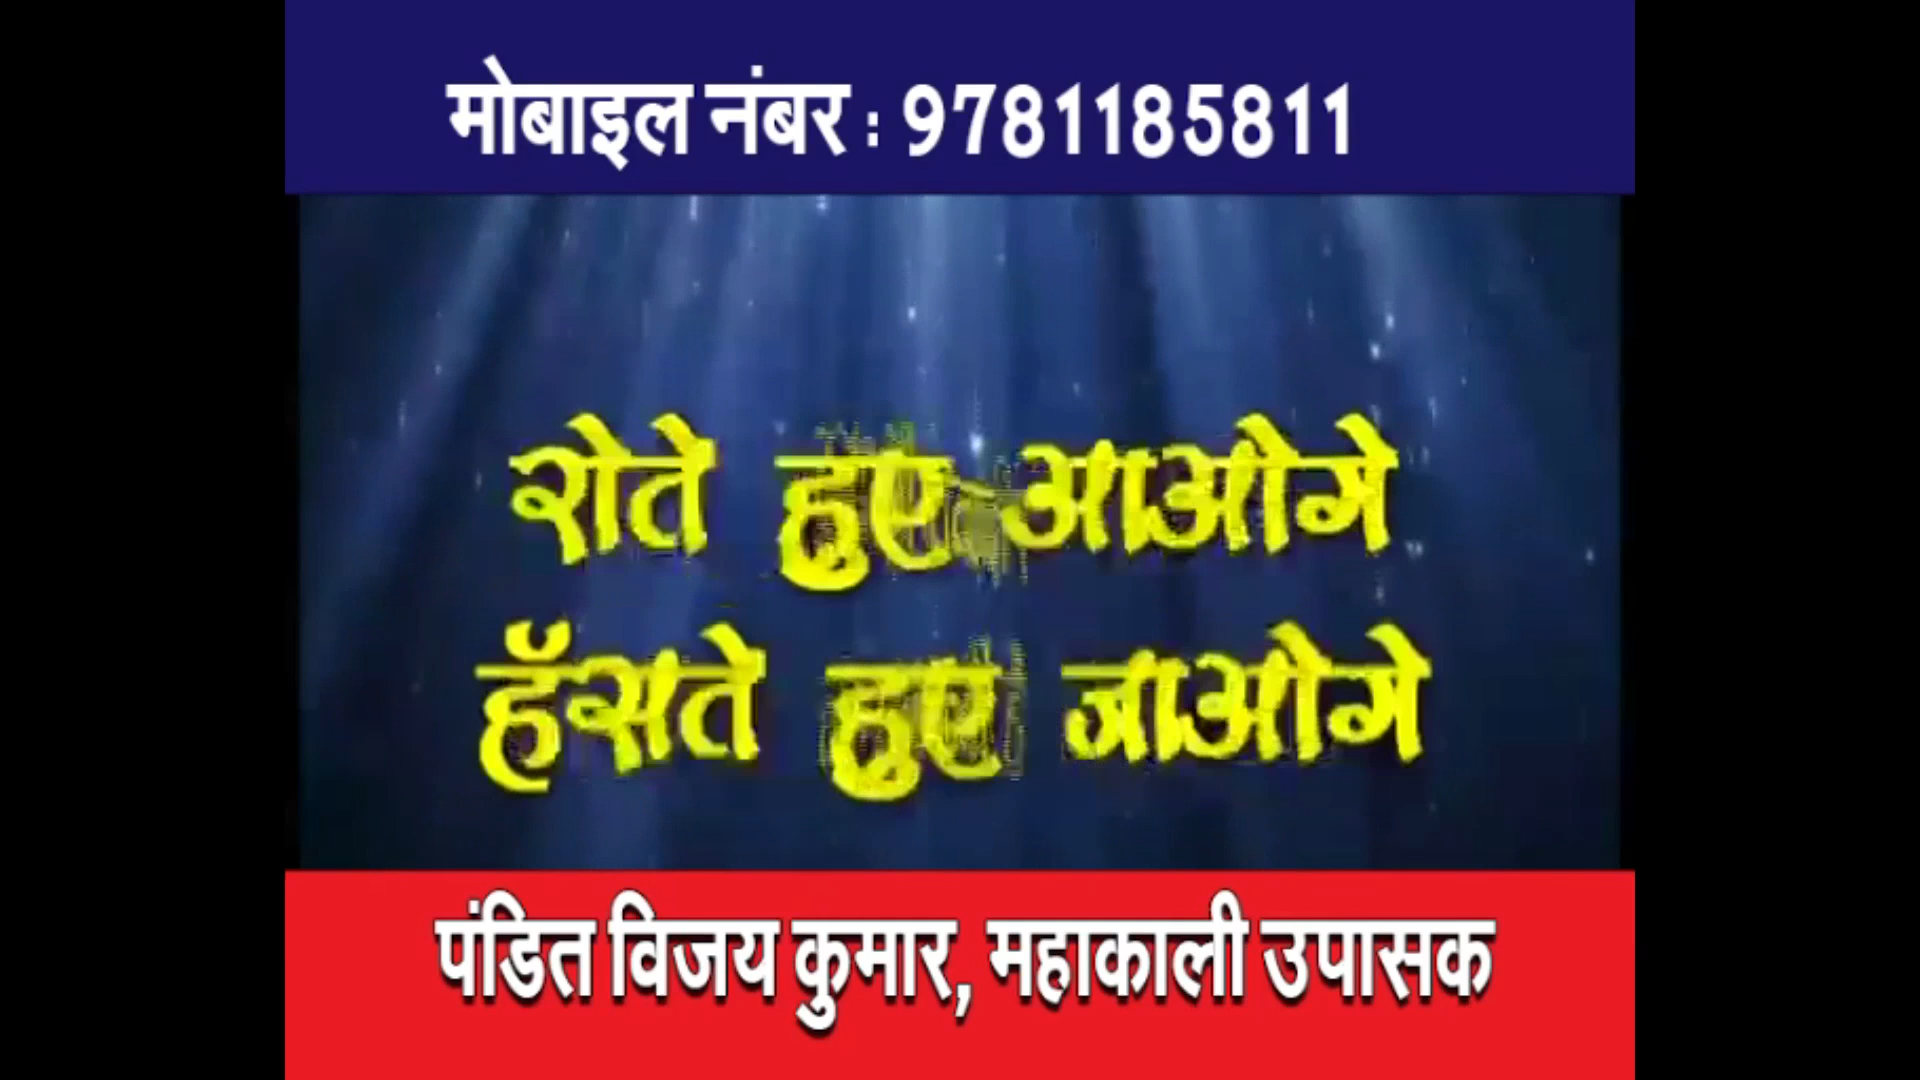 मोबाइल नंबर : 9781185811
रोते हुए आओगे
हँसते हुए जाओगे
पंडित विजय कुमार, महाकाली उपासक